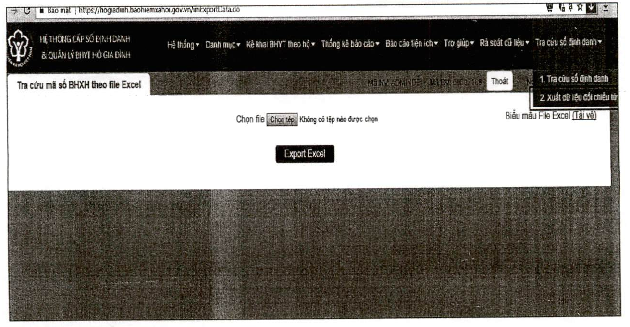 Bảo mật | https://hogiadinh.baohiemxahoi.gov.vn/InitExportData.do
HỆ THỐNG CẤP SỐ ĐỊNH DANH
& QUẢN LÝ BHYT HỘ GIA ĐÌNH
Hệ thống Danh mục Kê khai BHYT theo hộ Thống kê báo cáo Báo cáo tiện ích Trợ giúp Rà soát dữ liệu Tra cứu số định danh
Tra cứu mã số BHXH theo file Excel
Thoát
1. Tra cứu số định danh
2. Xuất dữ liệu đối chiếu từ
Chọn file Chọn tệp Không có tệp nào được chọn
Biểu mẫu File Excel (Tải về)
Export Excel